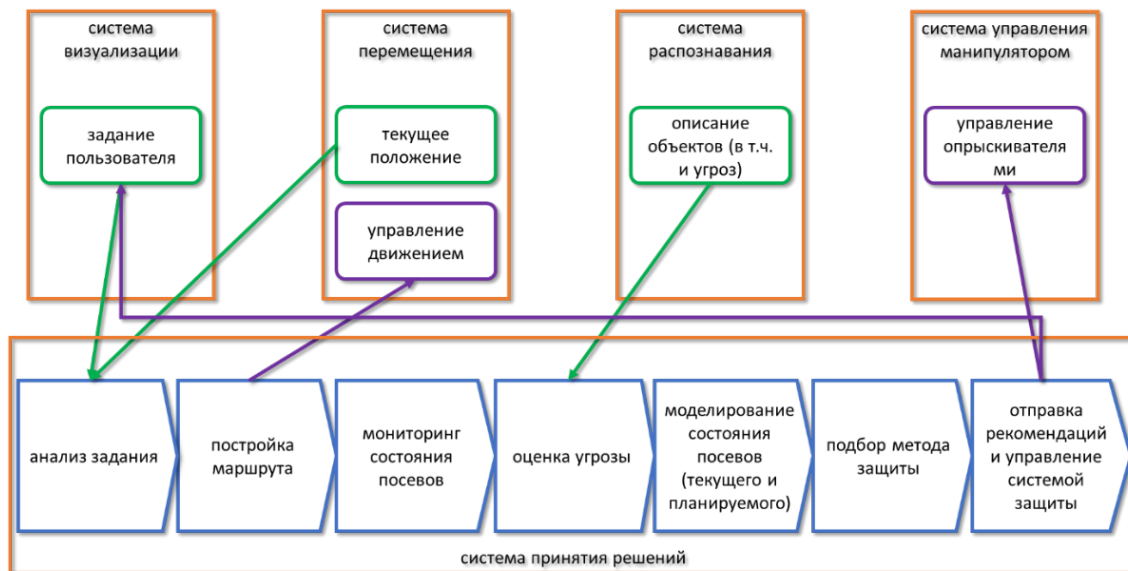 система
визуализации
задание
пользователя
система
перемещения
текущее
положение
управление
движением
система
распознавания
описание
объектов (в т.ч.
и угроз)
система управления
манипулятором
управление
опрыскивателя
ми
анализ задания
постройка
маршрута
мониторинг
состояния
посевов
оценка угрозы
моделирование
состояния
посевов
(текущего и
планируемого)
подбор метода
защиты
отправка
рекомендаций
и управление
системой
защиты
система принятия решений